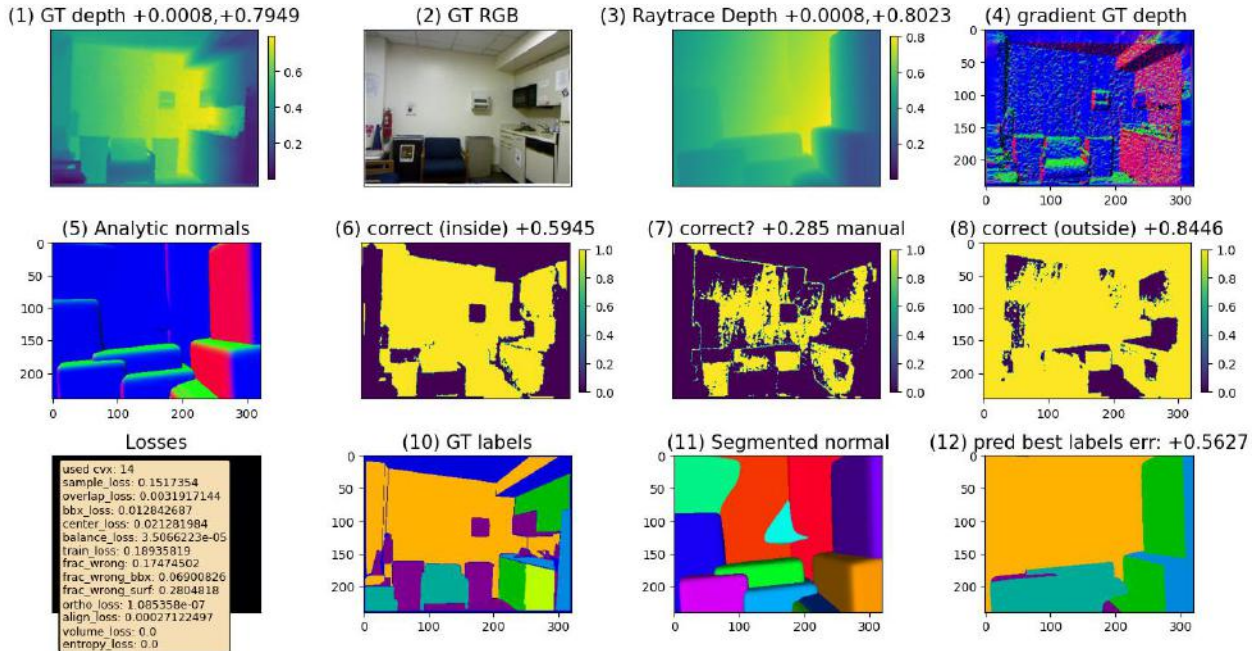 (1) GT depth +0.0008,+0.7949
(2) GT RGB
(3) Raytrace Depth +0.0008,+0.8023
(4) gradient GT depth
0.6
0.4
0.2
0.8
0.6
0.4
0.2
0
50
100
150
200
0 100 200 300
(5) Analytic normals
(6) correct (inside) +0.5945
(7) correct? +0.285 manual
(8) correct (outside) +0.8446
0
50
100
150
200
0 100 200 300
1.0
0.8
0.6
0.4
0.2
0.0
1.0
0.8
0.6
0.4
0.2
0.0
0
50
100
150
200
0 100 200 300
1.0
0.8
0.6
0.4
0.2
0.0
Losses
(10) GT labels
(11) Segmented normal
(12) pred best labels err: +0.5627
used cvx: 14
sample_loss: 0.1517354
overlap_loss: 0.0031917144
bbx_loss: 0.012842687
center_loss: 0.021281984
balance_loss: 3.5066223e-05
train_loss: 0.18935819
frac_wrong: 0.17474502
frac_wrong_bbx: 0.06900826
frac_wrong_surf: 0.2804818
ortho_loss: 1.085358e-07
align_loss: 0.00027122497
volume_loss: 0.0
entropy_loss: 0.0
0
50
100
150
200
0 100 200 300
0
50
100
150
200
0 100 200 300
0
50
100
150
200
0 100 200 300